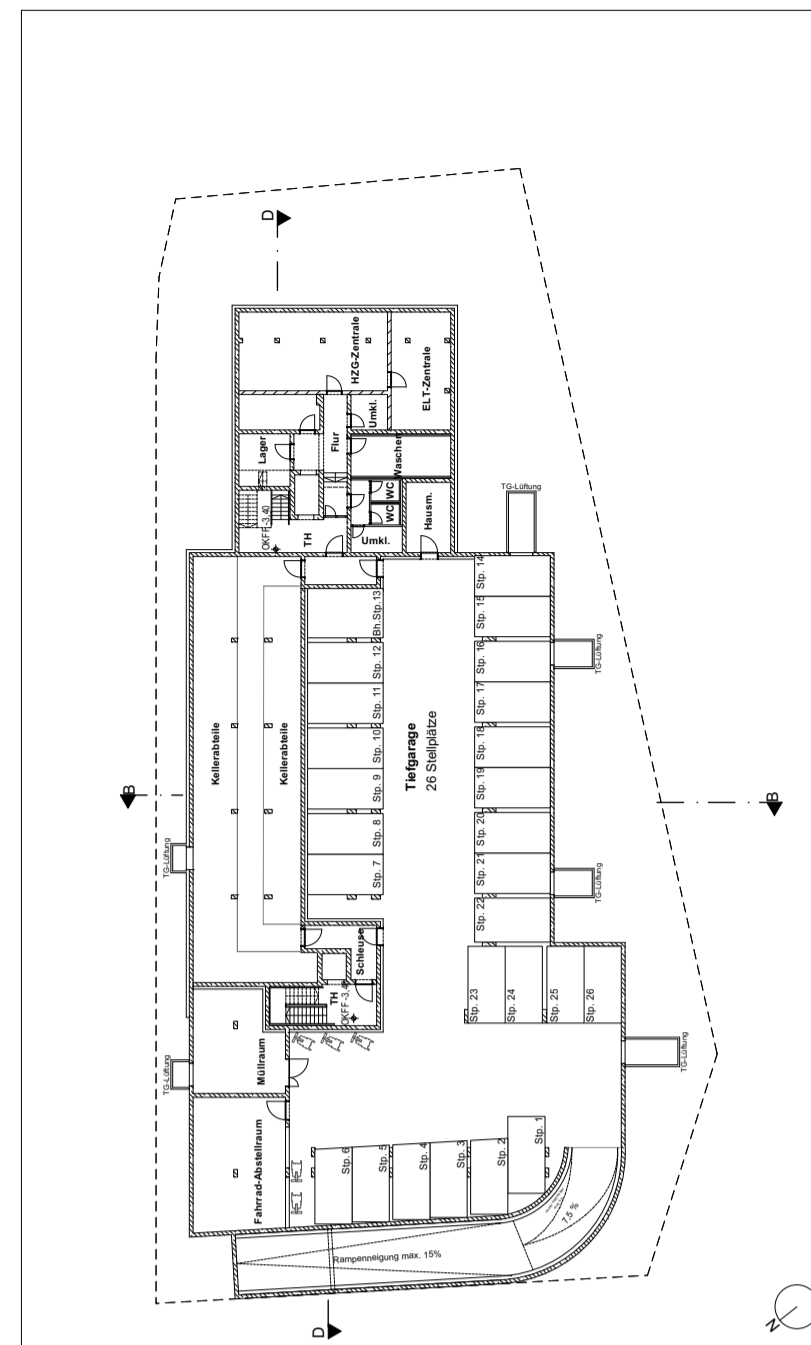 D
HZG-Zentrale
ELT-Zentrale
Umkl.
Lager
Flur
Waschen
WC
WC
Hausm.
OKFF -3.40
TH
Umkl.
TG-Lüftung
Bh.Stp. 13
Stp. 12
Stp. 11
Stp. 10
Stp. 9
Stp. 8
Stp. 7
Stp. 14
Stp. 15
Stp. 16
Stp. 17
Stp. 18
Stp. 19
Stp. 20
Stp. 21
Stp. 22
TG-Lüftung
Kellerabteile
Kellerabteile
Tiefgarage
26 Stellplätze
B
B
TG-Lüftung
TG-Lüftung
Schleuse
TH
Stp. 23
Stp. 24
Stp. 25
Stp. 26
Müllraum
TG-Lüftung
TG-Lüftung
Fahrrad-Abstellraum
Stp. 6
Stp. 5
Stp. 4
Stp. 3
Stp. 2
Stp. 1
7,5 %
Rampenneigung max. 15%
D
N